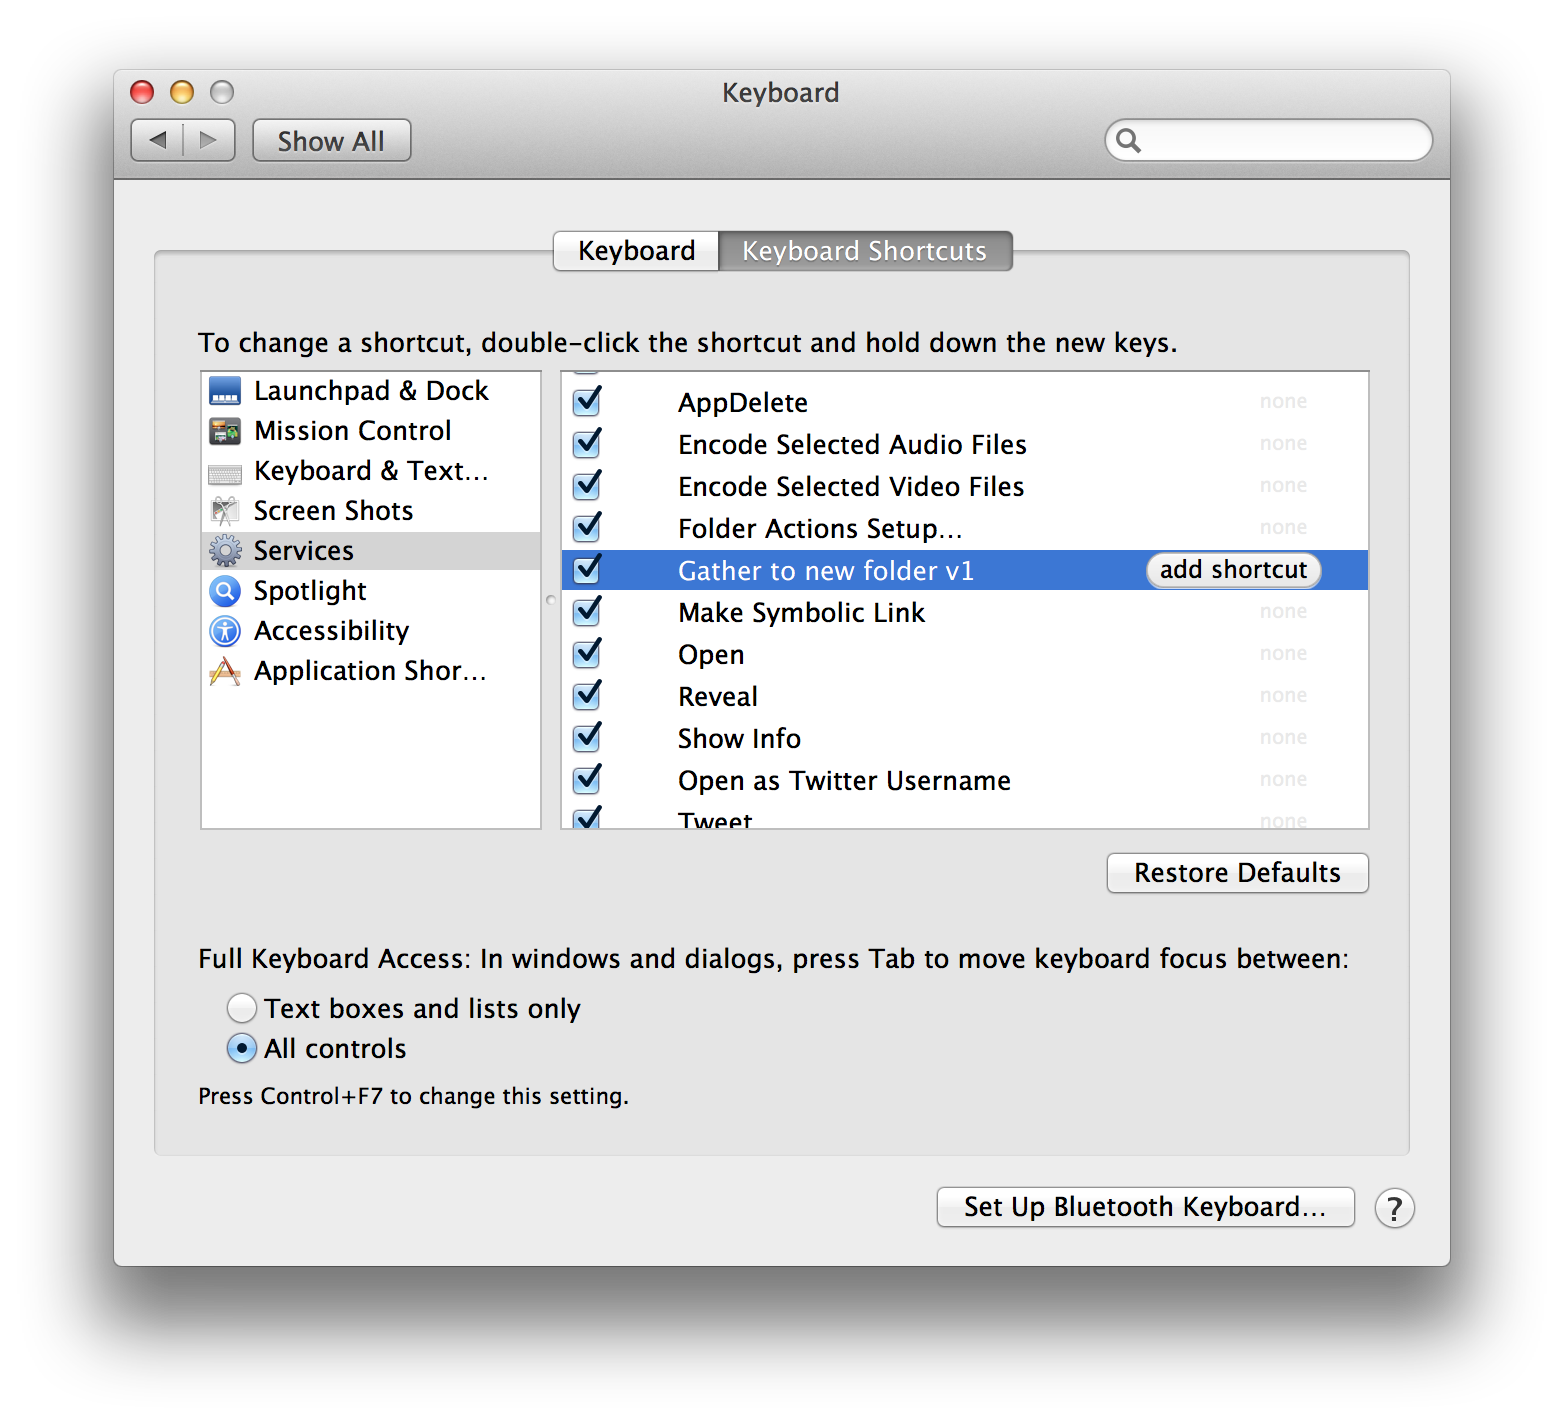 Keyboard
Show All
Keyboard Keyboard Shortcuts
To change a shortcut, double-click the shortcut and hold down the new keys.
Launchpad & Dock
Mission Control
Keyboard & Text...
Screen Shots
Services
Spotlight
Accessibility
Application Shor...
AppDelete none
Encode Selected Audio Files none
Encode Selected Video Files none
Folder Actions Setup... none
Gather to new folder v1 add shortcut
Make Symbolic Link none
Open none
Reveal none
Show Info none
Open as Twitter Username none
Tweet none
Restore Defaults
Full Keyboard Access: In windows and dialogs, press Tab to move keyboard focus between:
Text boxes and lists only
All controls
Press Control+F7 to change this setting.
Set Up Bluetooth Keyboard... ?